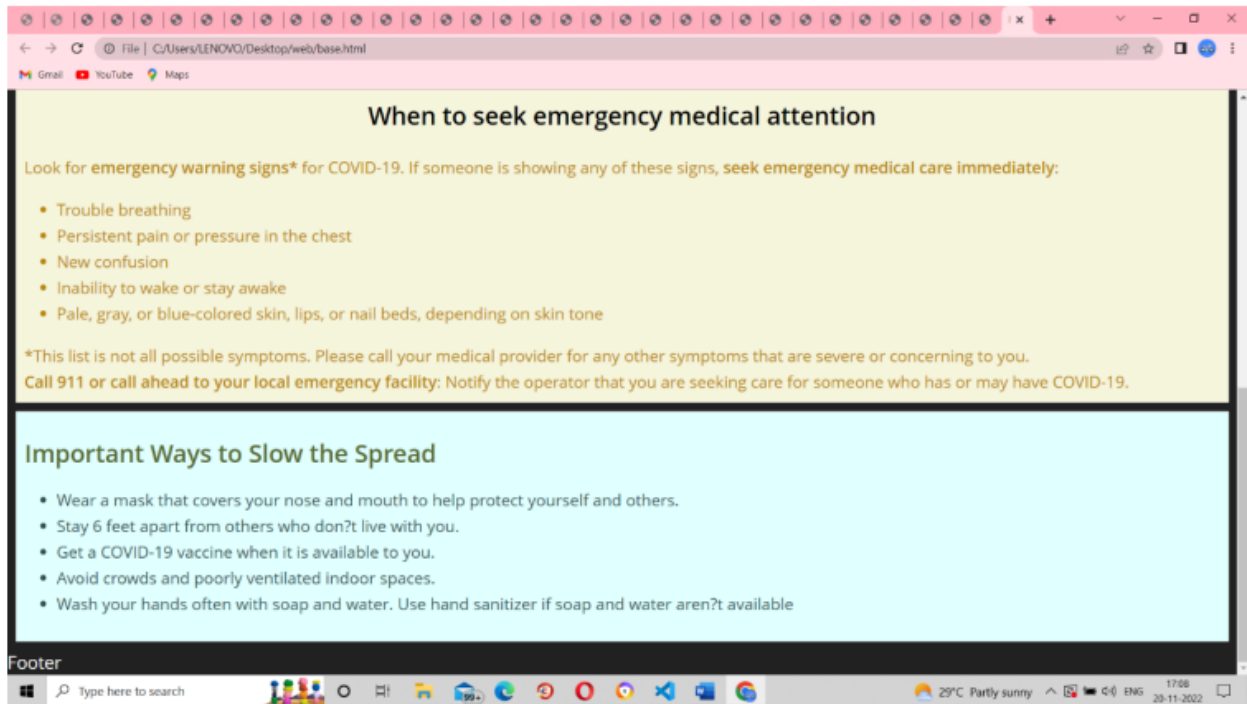 File | C:/Users/LENOVO/Desktop/web/base.html
Gmail YouTube Maps
When to seek emergency medical attention
Look for emergency warning signs* for COVID-19. If someone is showing any of these signs, seek emergency medical care immediately:
• Trouble breathing
• Persistent pain or pressure in the chest
• New confusion
• Inability to wake or stay awake
• Pale, gray, or blue-colored skin, lips, or nail beds, depending on skin tone
*This list is not all possible symptoms. Please call your medical provider for any other symptoms that are severe or concerning to you.
Call 911 or call ahead to your local emergency facility: Notify the operator that you are seeking care for someone who has or may have COVID-19.
Important Ways to Slow the Spread
• Wear a mask that covers your nose and mouth to help protect yourself and others.
• Stay 6 feet apart from others who don?t live with you.
• Get a COVID-19 vaccine when it is available to you.
• Avoid crowds and poorly ventilated indoor spaces.
• Wash your hands often with soap and water. Use hand sanitizer if soap and water aren?t available
Footer
Type here to search 99+ 29°C Partly sunny ENG 17:08
20-11-2022